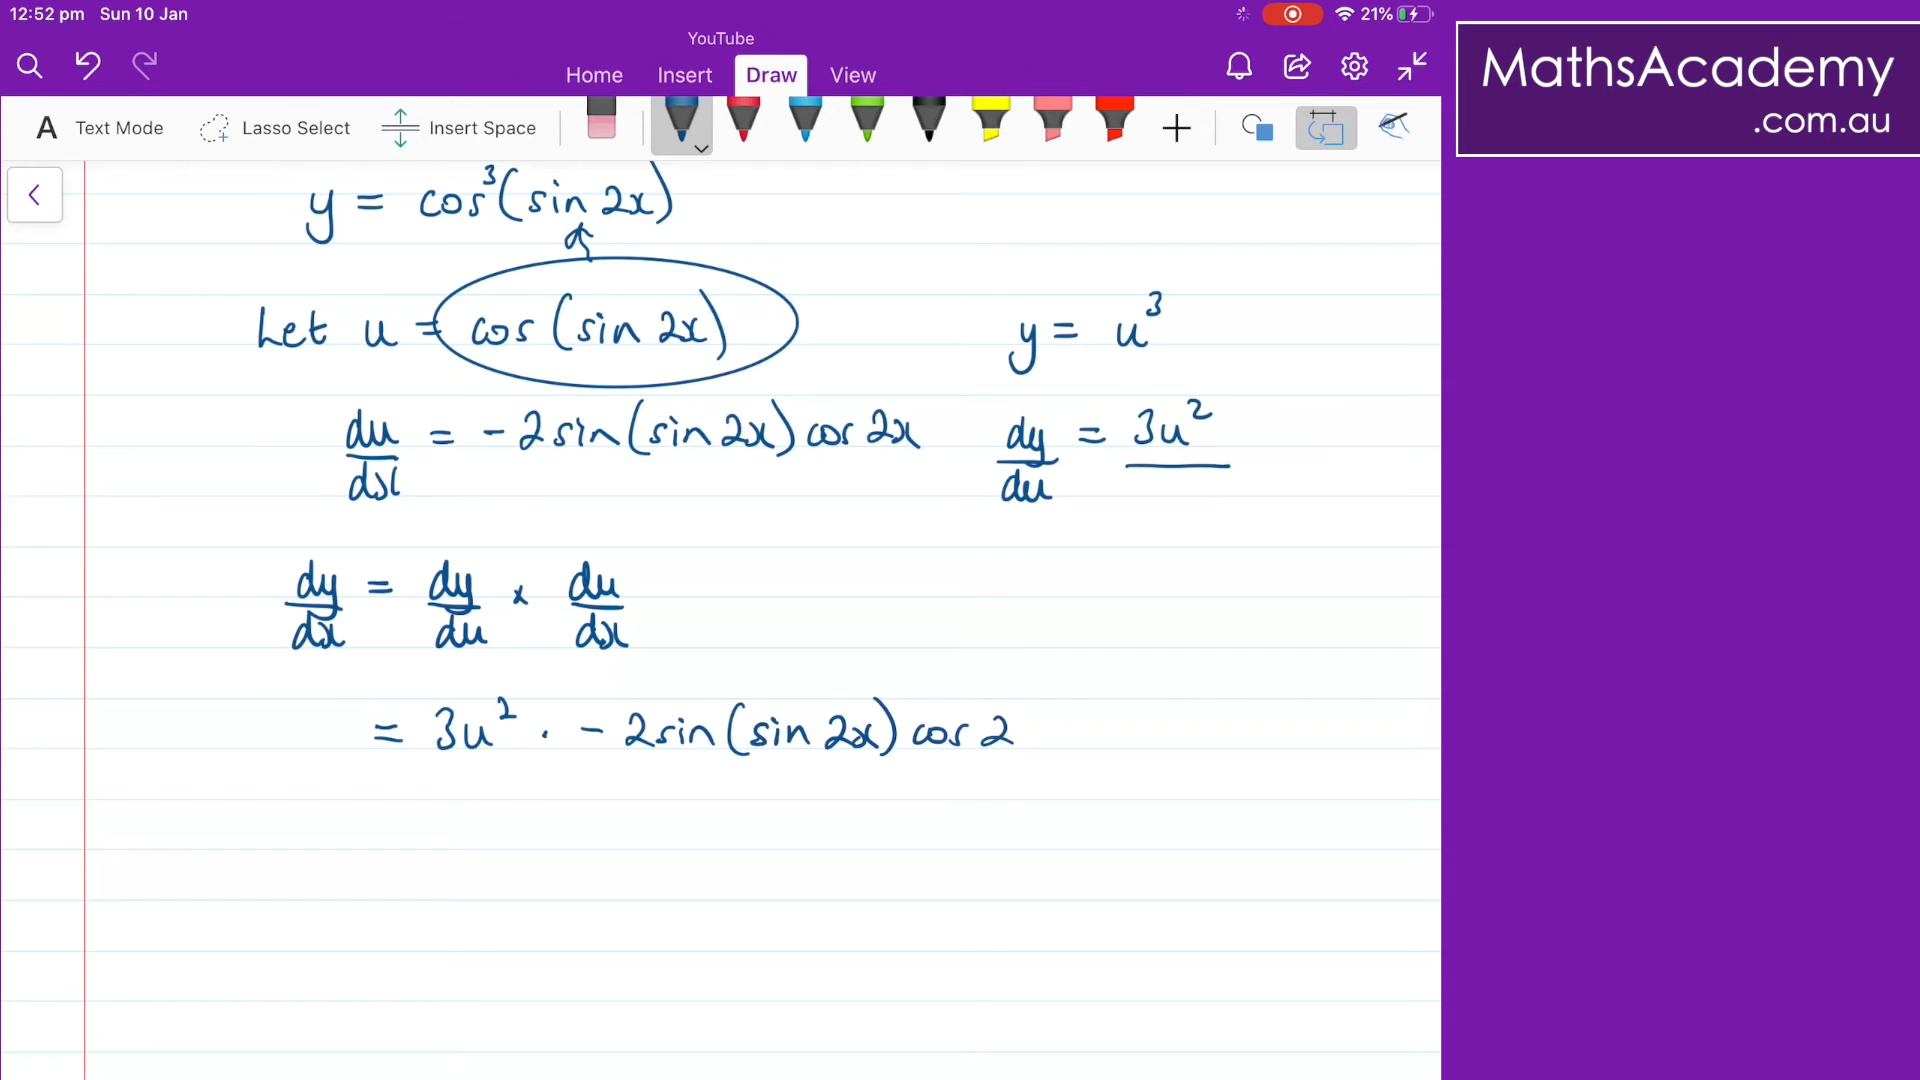 12:52 pm Sun 10 Jan 21%
YouTube
Home Insert Draw View
A Text Mode Lasso Select Insert Space
MathsAcademy
.com.au
y = cos³(sin 2x)
Let u = cos(sin 2x) y = u³
du/dx = -2sin(sin 2x)cos 2x dy/du = 3u²
dy/dx = dy/du × du/dx
= 3u² · -2sin(sin 2x)cos 2